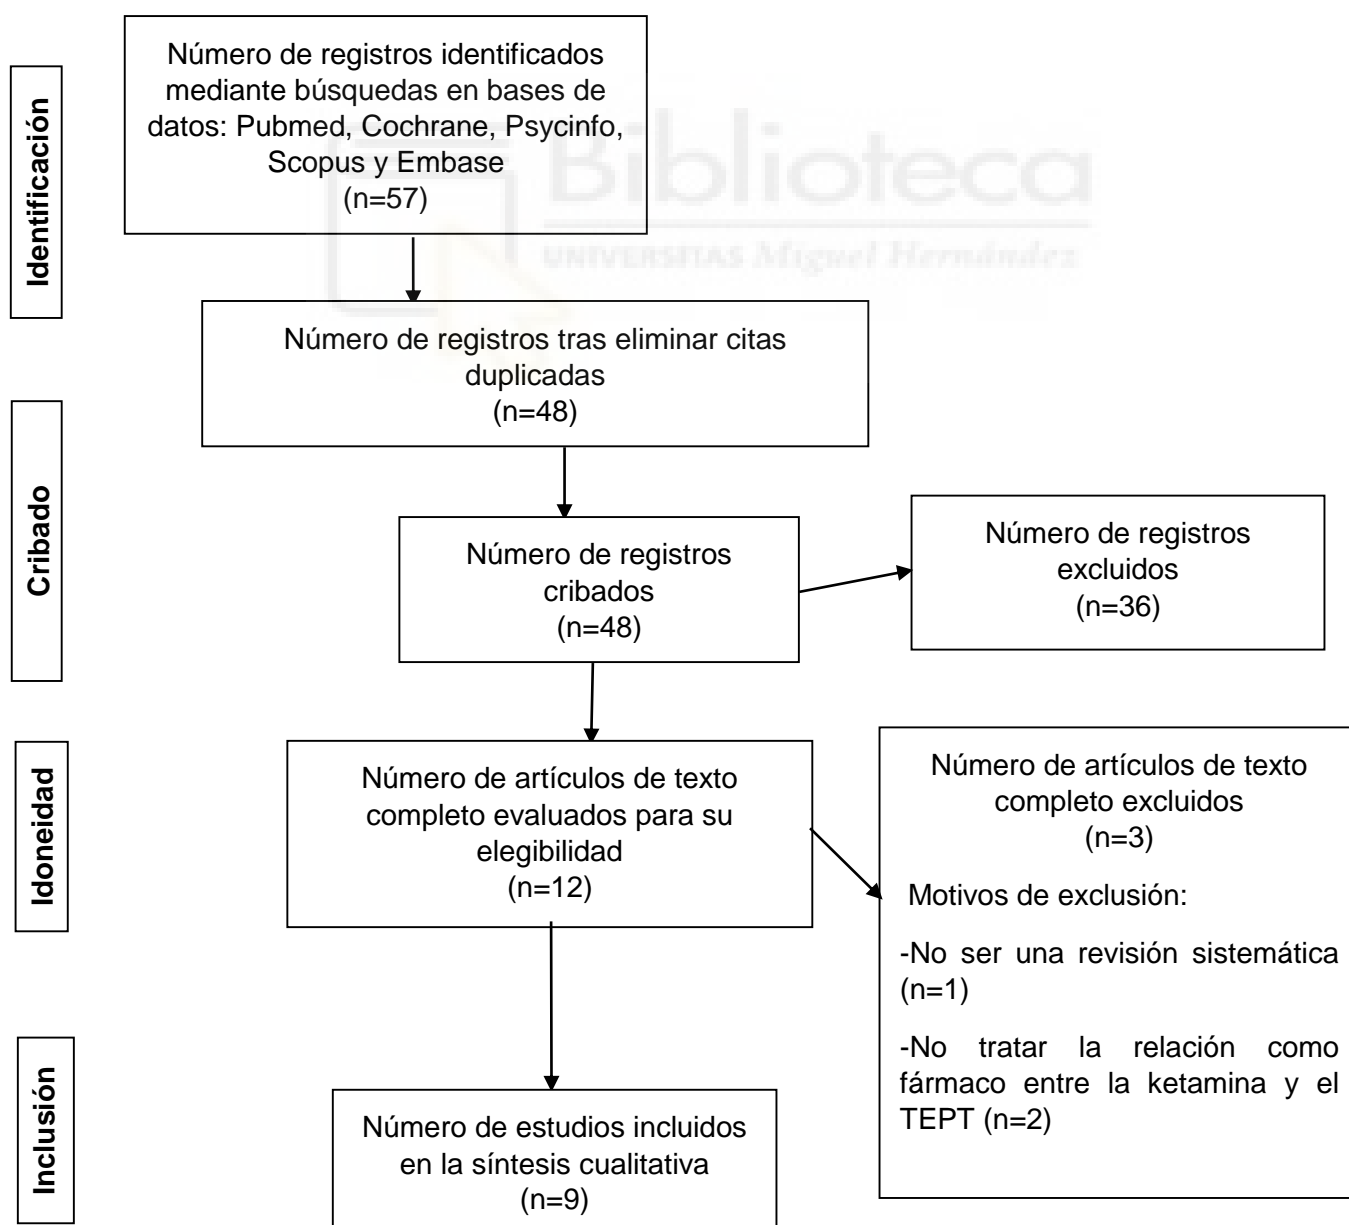 Identificación
Número de registros identificados
mediante búsquedas en bases de
datos: Pubmed, Cochrane, Psycinfo,
Scopus y Embase
(n=57)
Biblioteca
UNIVERSITAS Miguel Hernández
Número de registros tras eliminar citas
duplicadas
(n=48)
Cribado
Número de registros
cribados
(n=48)
Número de registros
excluidos
(n=36)
Idoneidad
Número de artículos de texto
completo evaluados para su
elegibilidad
(n=12)
Número de artículos de texto
completo excluidos
(n=3)
Motivos de exclusión:
-No ser una revisión sistemática
(n=1)
-No tratar la relación como
fármaco entre la ketamina y el
TEPT (n=2)
Inclusión
Número de estudios incluidos
en la síntesis cualitativa
(n=9)